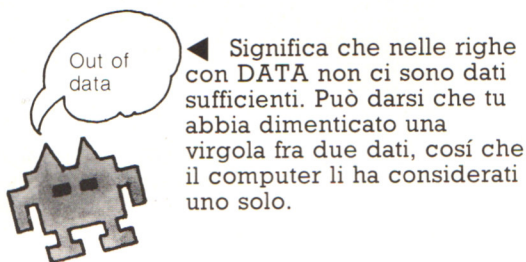 Out of
data
◀ Significa che nelle righe
con DATA non ci sono dati
sufficienti. Può darsi che tu
abbia dimenticato una
virgola fra due dati, cosí che
il computer li ha considerati
uno solo.